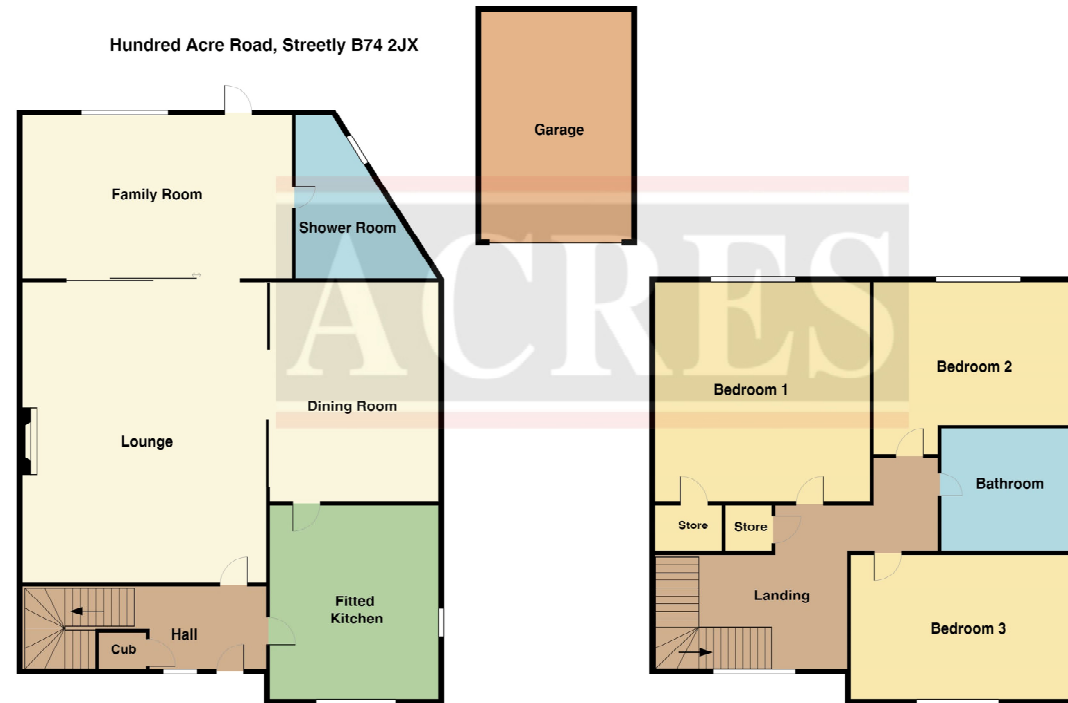 Hundred Acre Road, Streetly B74 2JX
Garage
Family Room
Shower Room
ACRES
Dining Room
Lounge
Fitted
Kitchen
Hall
Cub
Bedroom 1
Bedroom 2
Bathroom
Store
Store
Landing
Bedroom 3